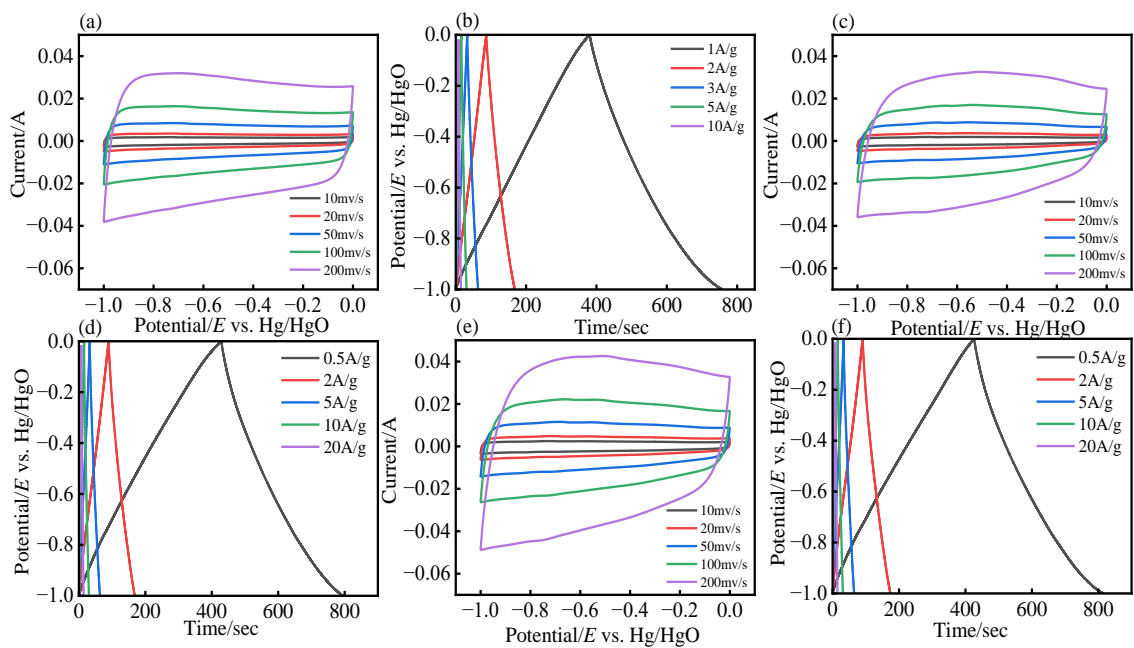 (a)
0.04
0.02
0.00
−0.02
−0.04
−0.06
Current/A
10mv/s
20mv/s
50mv/s
100mv/s
200mv/s
−1.0 −0.8 −0.6 −0.4 −0.2 0.0
Potential/E vs. Hg/HgO
(b)
0.0
−0.2
−0.4
−0.6
−0.8
−1.0
Potential/E vs. Hg/HgO
1A/g
2A/g
3A/g
5A/g
10A/g
0 200 400 600 800
Time/sec
(c)
0.04
0.02
0.00
−0.02
−0.04
−0.06
Current/A
10mv/s
20mv/s
50mv/s
100mv/s
200mv/s
−1.0 −0.8 −0.6 −0.4 −0.2 0.0
Potential/E vs. Hg/HgO
(d)
0.0
−0.2
−0.4
−0.6
−0.8
−1.0
Potential/E vs. Hg/HgO
0.5A/g
2A/g
5A/g
10A/g
20A/g
0 200 400 600 800
Time/sec
(e)
0.04
0.02
0.00
−0.02
−0.04
−0.06
Current/A
10mv/s
20mv/s
50mv/s
100mv/s
200mv/s
−1.0 −0.8 −0.6 −0.4 −0.2 0.0
Potential/E vs. Hg/HgO
(f)
0.0
−0.2
−0.4
−0.6
−0.8
−1.0
Potential/E vs. Hg/HgO
0.5A/g
2A/g
5A/g
10A/g
20A/g
0 200 400 600 800
Time/sec